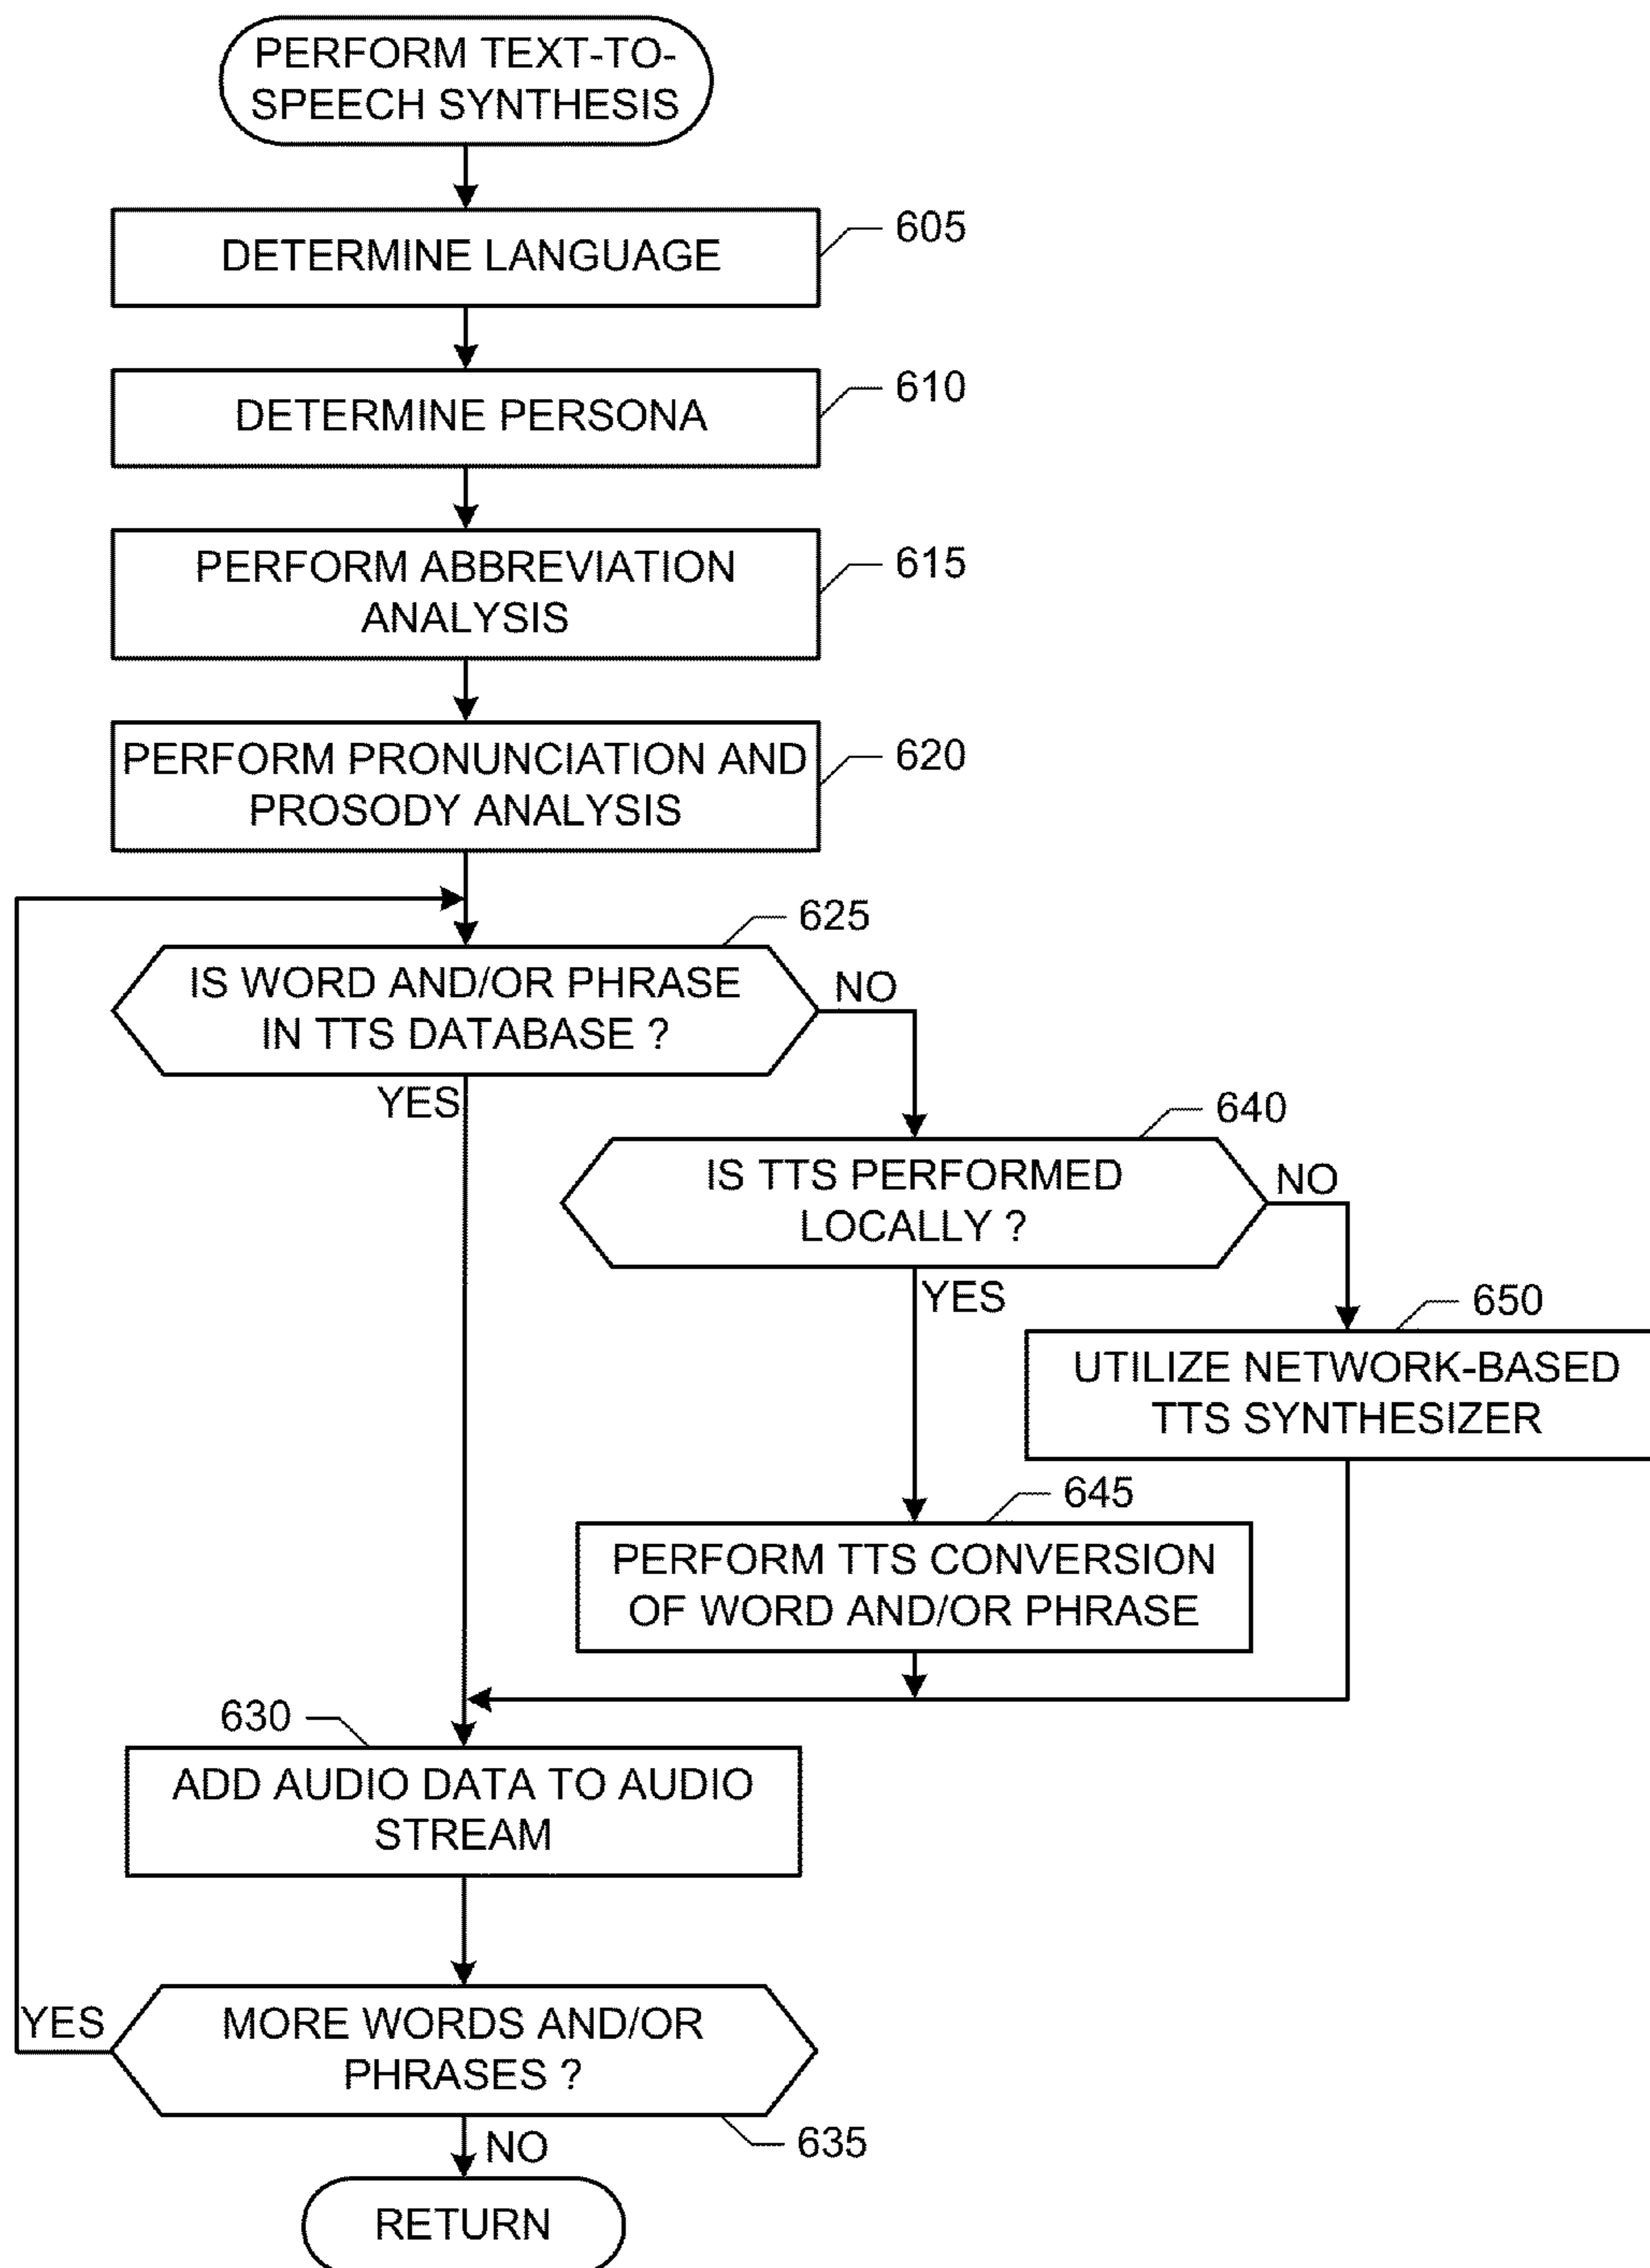 PERFORM TEXT-TO-
SPEECH SYNTHESIS
605
DETERMINE LANGUAGE
610
DETERMINE PERSONA
615
PERFORM ABBREVIATION
ANALYSIS
620
PERFORM PRONUNCIATION AND
PROSODY ANALYSIS
625
IS WORD AND/OR PHRASE
IN TTS DATABASE ?
NO
YES
640
IS TTS PERFORMED
LOCALLY ?
NO
YES
650
UTILIZE NETWORK-BASED
TTS SYNTHESIZER
645
PERFORM TTS CONVERSION
OF WORD AND/OR PHRASE
630
ADD AUDIO DATA TO AUDIO
STREAM
YES
MORE WORDS AND/OR
PHRASES ?
635
NO
RETURN